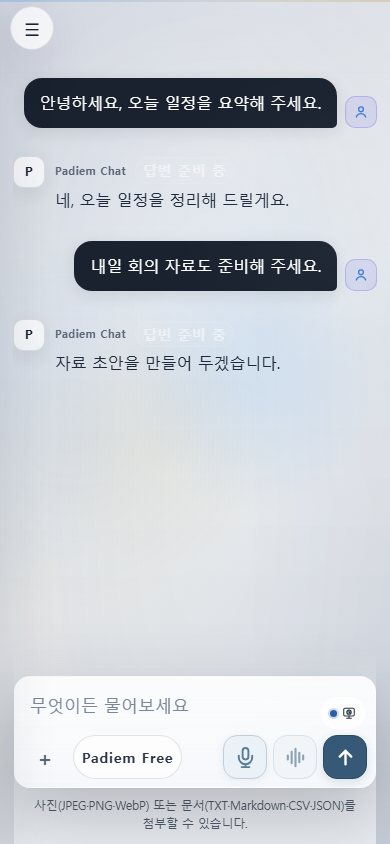 안녕하세요, 오늘 일정을 요약해 주세요.
P Padiem Chat 답변 준비 중
네, 오늘 일정을 정리해 드릴게요.
내일 회의 자료도 준비해 주세요.
P Padiem Chat 답변 준비 중
자료 초안을 만들어 두겠습니다.
무엇이든 물어보세요
+ Padiem Free
사진(JPEG·PNG·WebP) 또는 문서(TXT·Markdown·CSV·JSON)를
첨부할 수 있습니다.